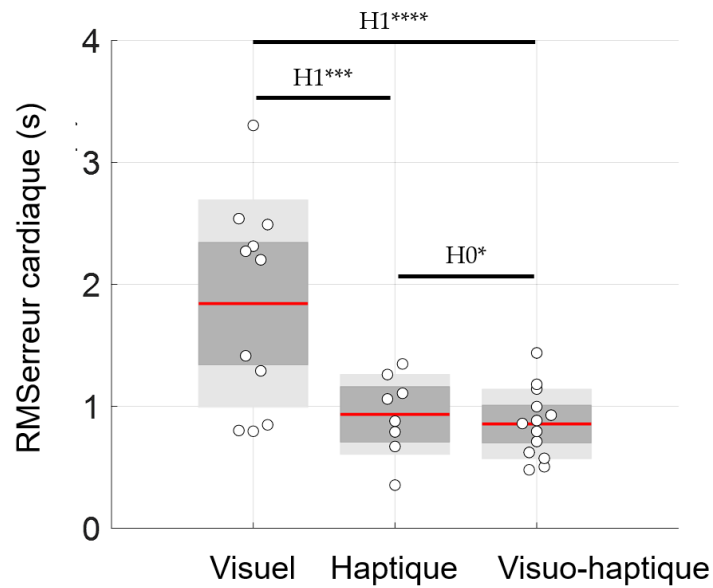 H1****
H1***
H0*
RMSerreur cardiaque (s)
4
3
2
1
0
Visuel Haptique Visuo-haptique